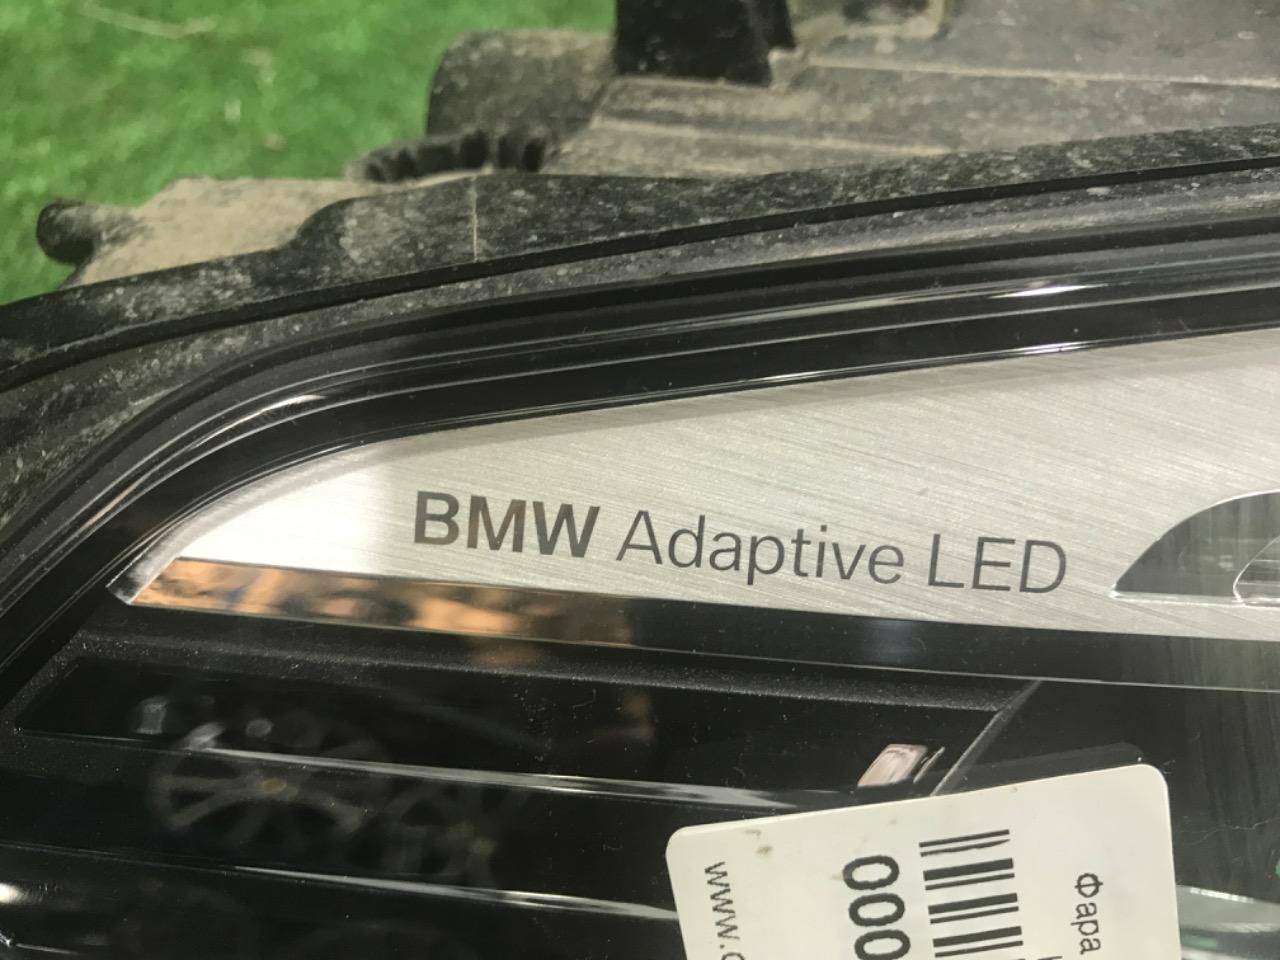 BMW Adaptive LED
Фара
000
www.